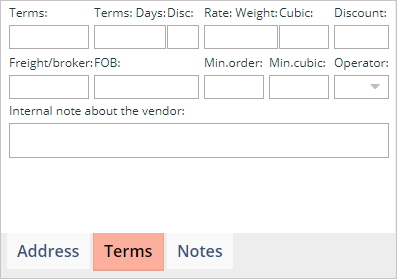 Terms: Terms: Days: Disc: Rate: Weight: Cubic: Discount:
Freight/broker: FOB: Min.order: Min.cubic: Operator:
Internal note about the vendor:
Address Terms Notes